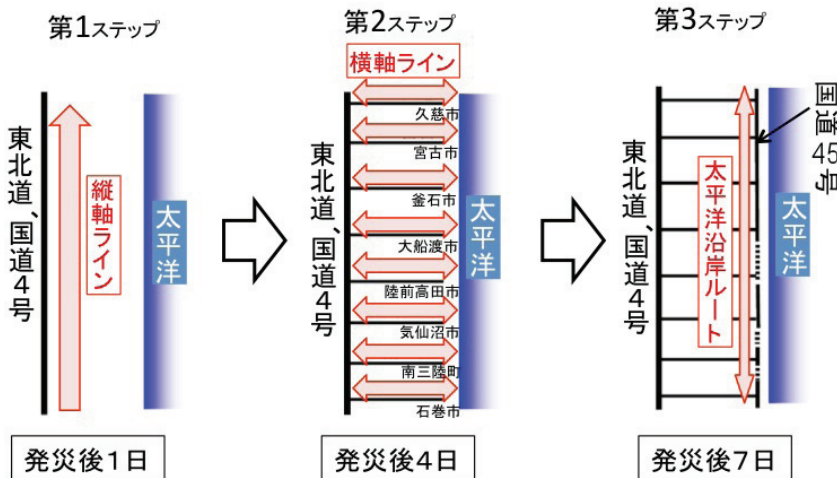 第1ステップ
東北道、国道4号
縦軸ライン
太平洋
発災後1日
第2ステップ
横軸ライン
東北道、国道4号
久慈市
宮古市
釜石市
大船渡市
陸前高田市
気仙沼市
南三陸町
石巻市
太平洋
発災後4日
第3ステップ
東北道、国道4号
太平洋沿岸ルート
国道45号
太平洋
発災後7日